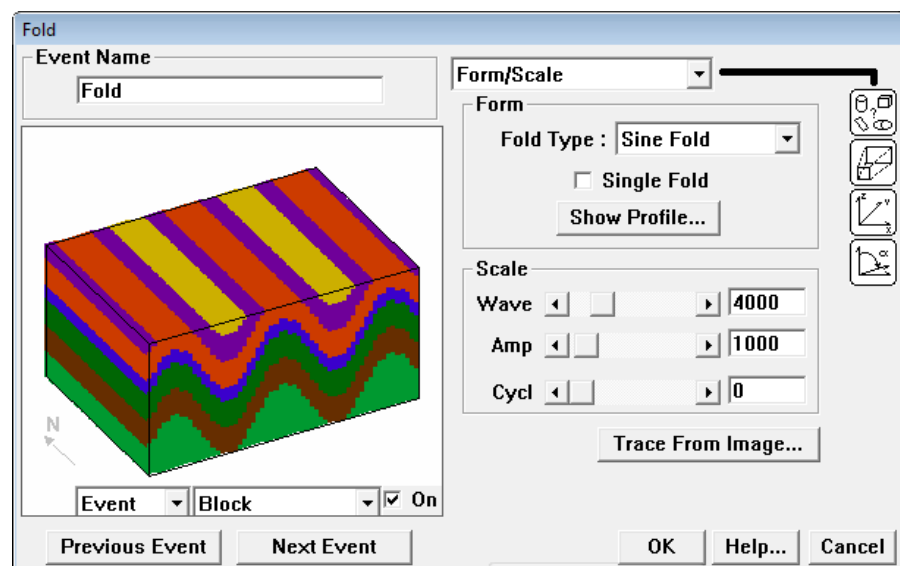 Fold
Event Name
Fold
Form/Scale
Form
Fold Type : Sine Fold
Single Fold
Show Profile...
Scale
Wave 4000
Amp 1000
Cycl 0
Trace From Image...
N
Event Block On
Previous Event Next Event OK Help... Cancel
?
z Y x
α